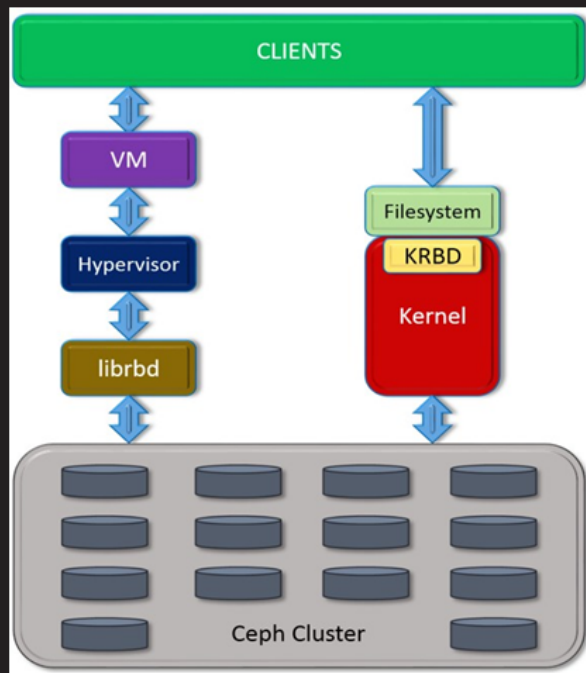 CLIENTS
VM
Hypervisor
librbd
Filesystem
KRBD
Kernel
Ceph Cluster